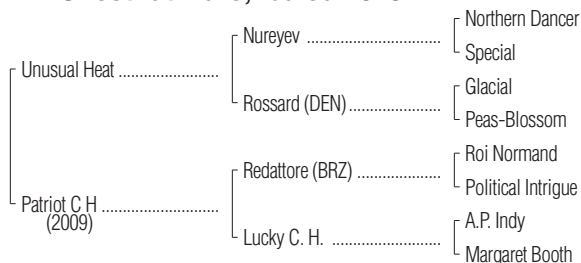 Northern Dancer
Nureyev
Special
Unusual Heat
Glacial
Rossard (DEN)
Peas-Blossom
Roi Normand
Redattore (BRZ)
Political Intrigue
Patriot C H
(2009)
A.P. Indy
Lucky C. H.
Margaret Booth